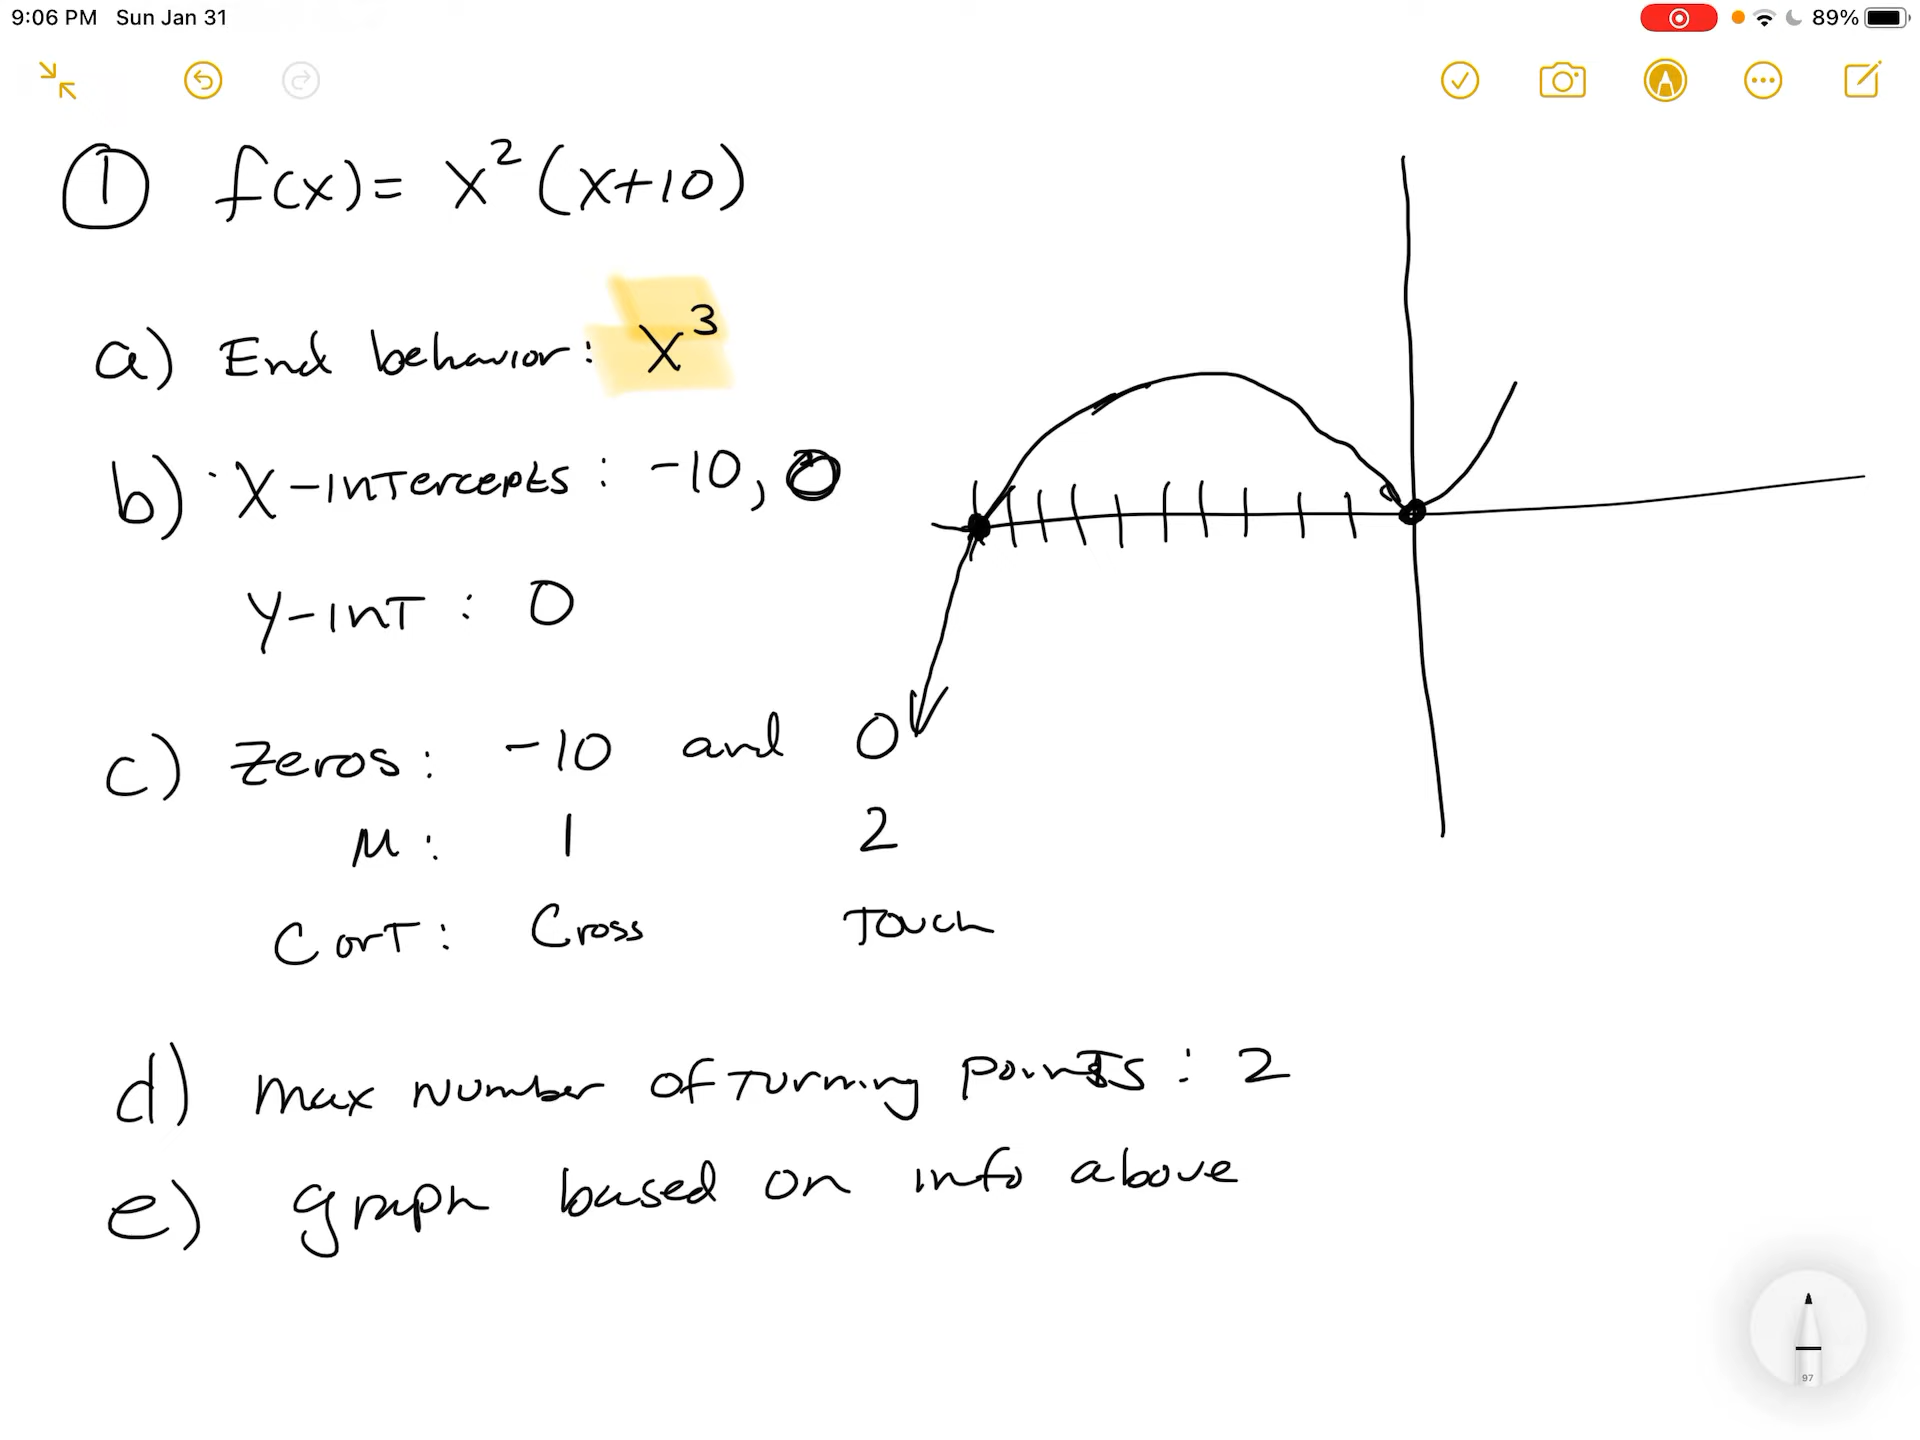 9:06 PM Sun Jan 31 89%
① f(x)= x²(x+10)
a) End behavior: x³
b) X-intercepts: -10, 0
Y-int: 0
c) Zeros: -10 and 0
M: 1 2
C or T: Cross Touch
d) max number of turning points: 2
e) graph based on info above
97